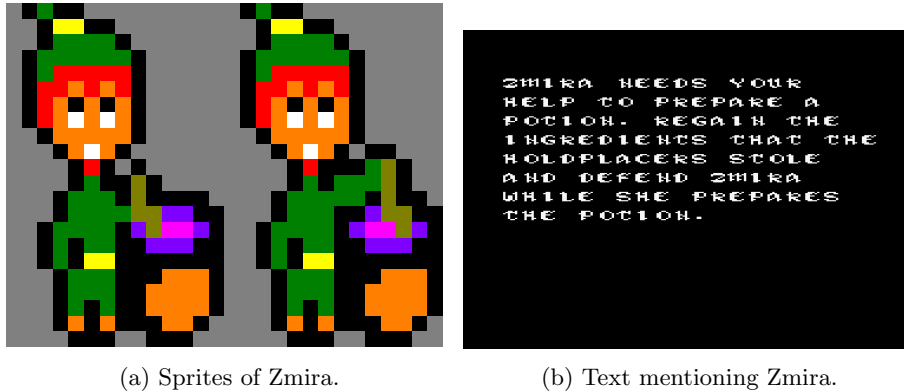 ZMIRA NEEDS YOUR
HELP TO PREPARE A
POTION. REGAIN THE
INGREDIENTS THAT THE
HOLDPLACERS STOLE
AND DEFEND ZMIRA
WHILE SHE PREPARES
THE POTION.
(a) Sprites of Zmira.
(b) Text mentioning Zmira.